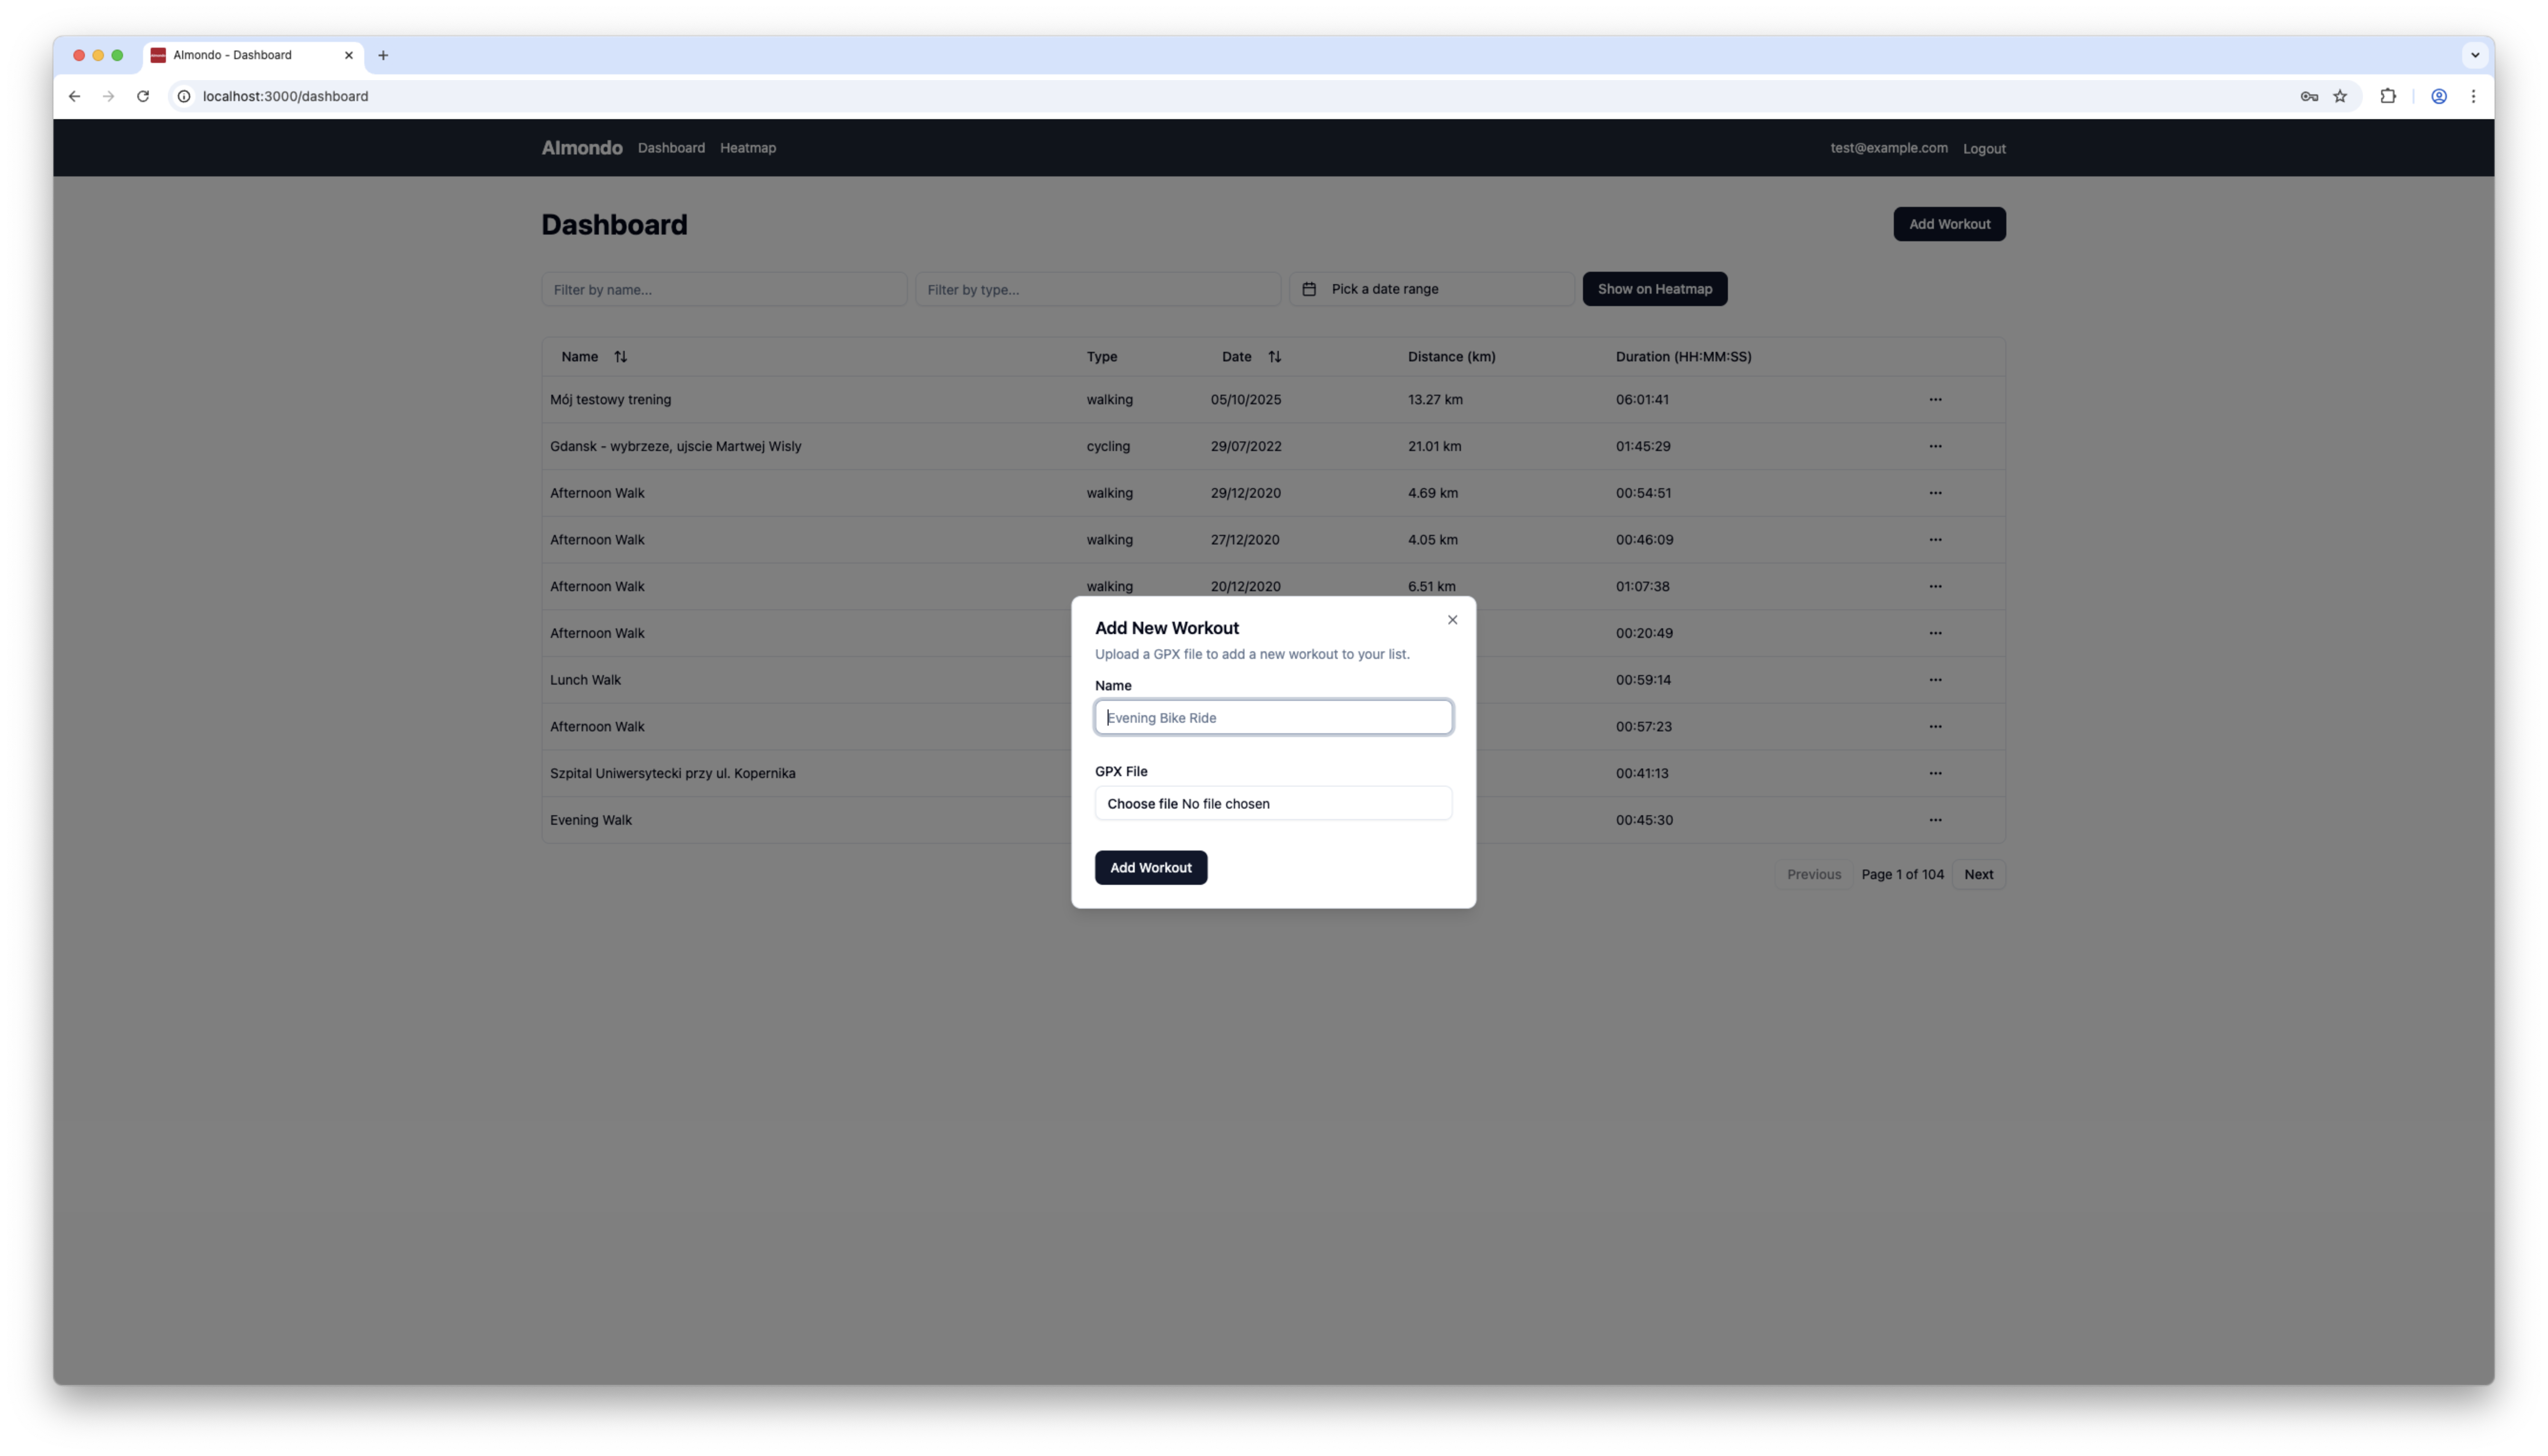 Almondo - Dashboard
localhost:3000/dashboard
Almondo Dashboard Heatmap test@example.com Logout
Dashboard Add Workout
Filter by name... Filter by type... Pick a date range Show on Heatmap
Name Type Date Distance (km) Duration (HH:MM:SS)
Mój testowy trening walking 05/10/2025 13.27 km 06:01:41
Gdansk - wybrzeze, ujscie Martwej Wisly cycling 29/07/2022 21.01 km 01:45:29
Afternoon Walk walking 29/12/2020 4.69 km 00:54:51
Afternoon Walk walking 27/12/2020 4.05 km 00:46:09
Afternoon Walk walking 20/12/2020 6.51 km 01:07:38
Afternoon Walk 00:20:49
Lunch Walk 00:59:14
Afternoon Walk 00:57:23
Szpital Uniwersytecki przy ul. Kopernika 00:41:13
Evening Walk 00:45:30
Previous Page 1 of 104 Next
Add New Workout
Upload a GPX file to add a new workout to your list.
Name
Evening Bike Ride
GPX File
Choose file No file chosen
Add Workout